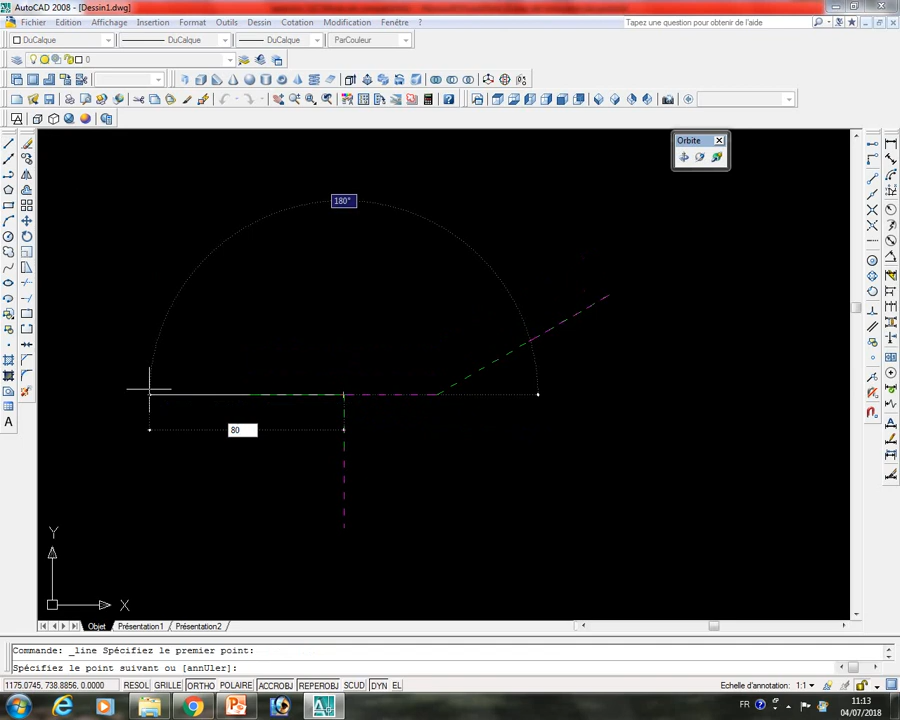 AutoCAD 2008 - [Dessin1.dwg]
Fichier Edition Affichage Insertion Format Outils Dessin Cotation Modification Fenêtre ? Tapez une question pour obtenir de l'aide
DuCalque DuCalque DuCalque ParCouleur
0
Orbite
180°
80
Y
X
A
Objet Présentation1 Présentation2
Commande: _line Spécifiez le premier point:
Spécifiez le point suivant ou [annUler]:
1175.0745, 738.8856, 0.0000 RESOL GRILLE ORTHO POLAIRE ACCROBJ REPEROBJ SCUD DYN EL Echelle d'annotation: 1:1
FR 11:13
04/07/2018